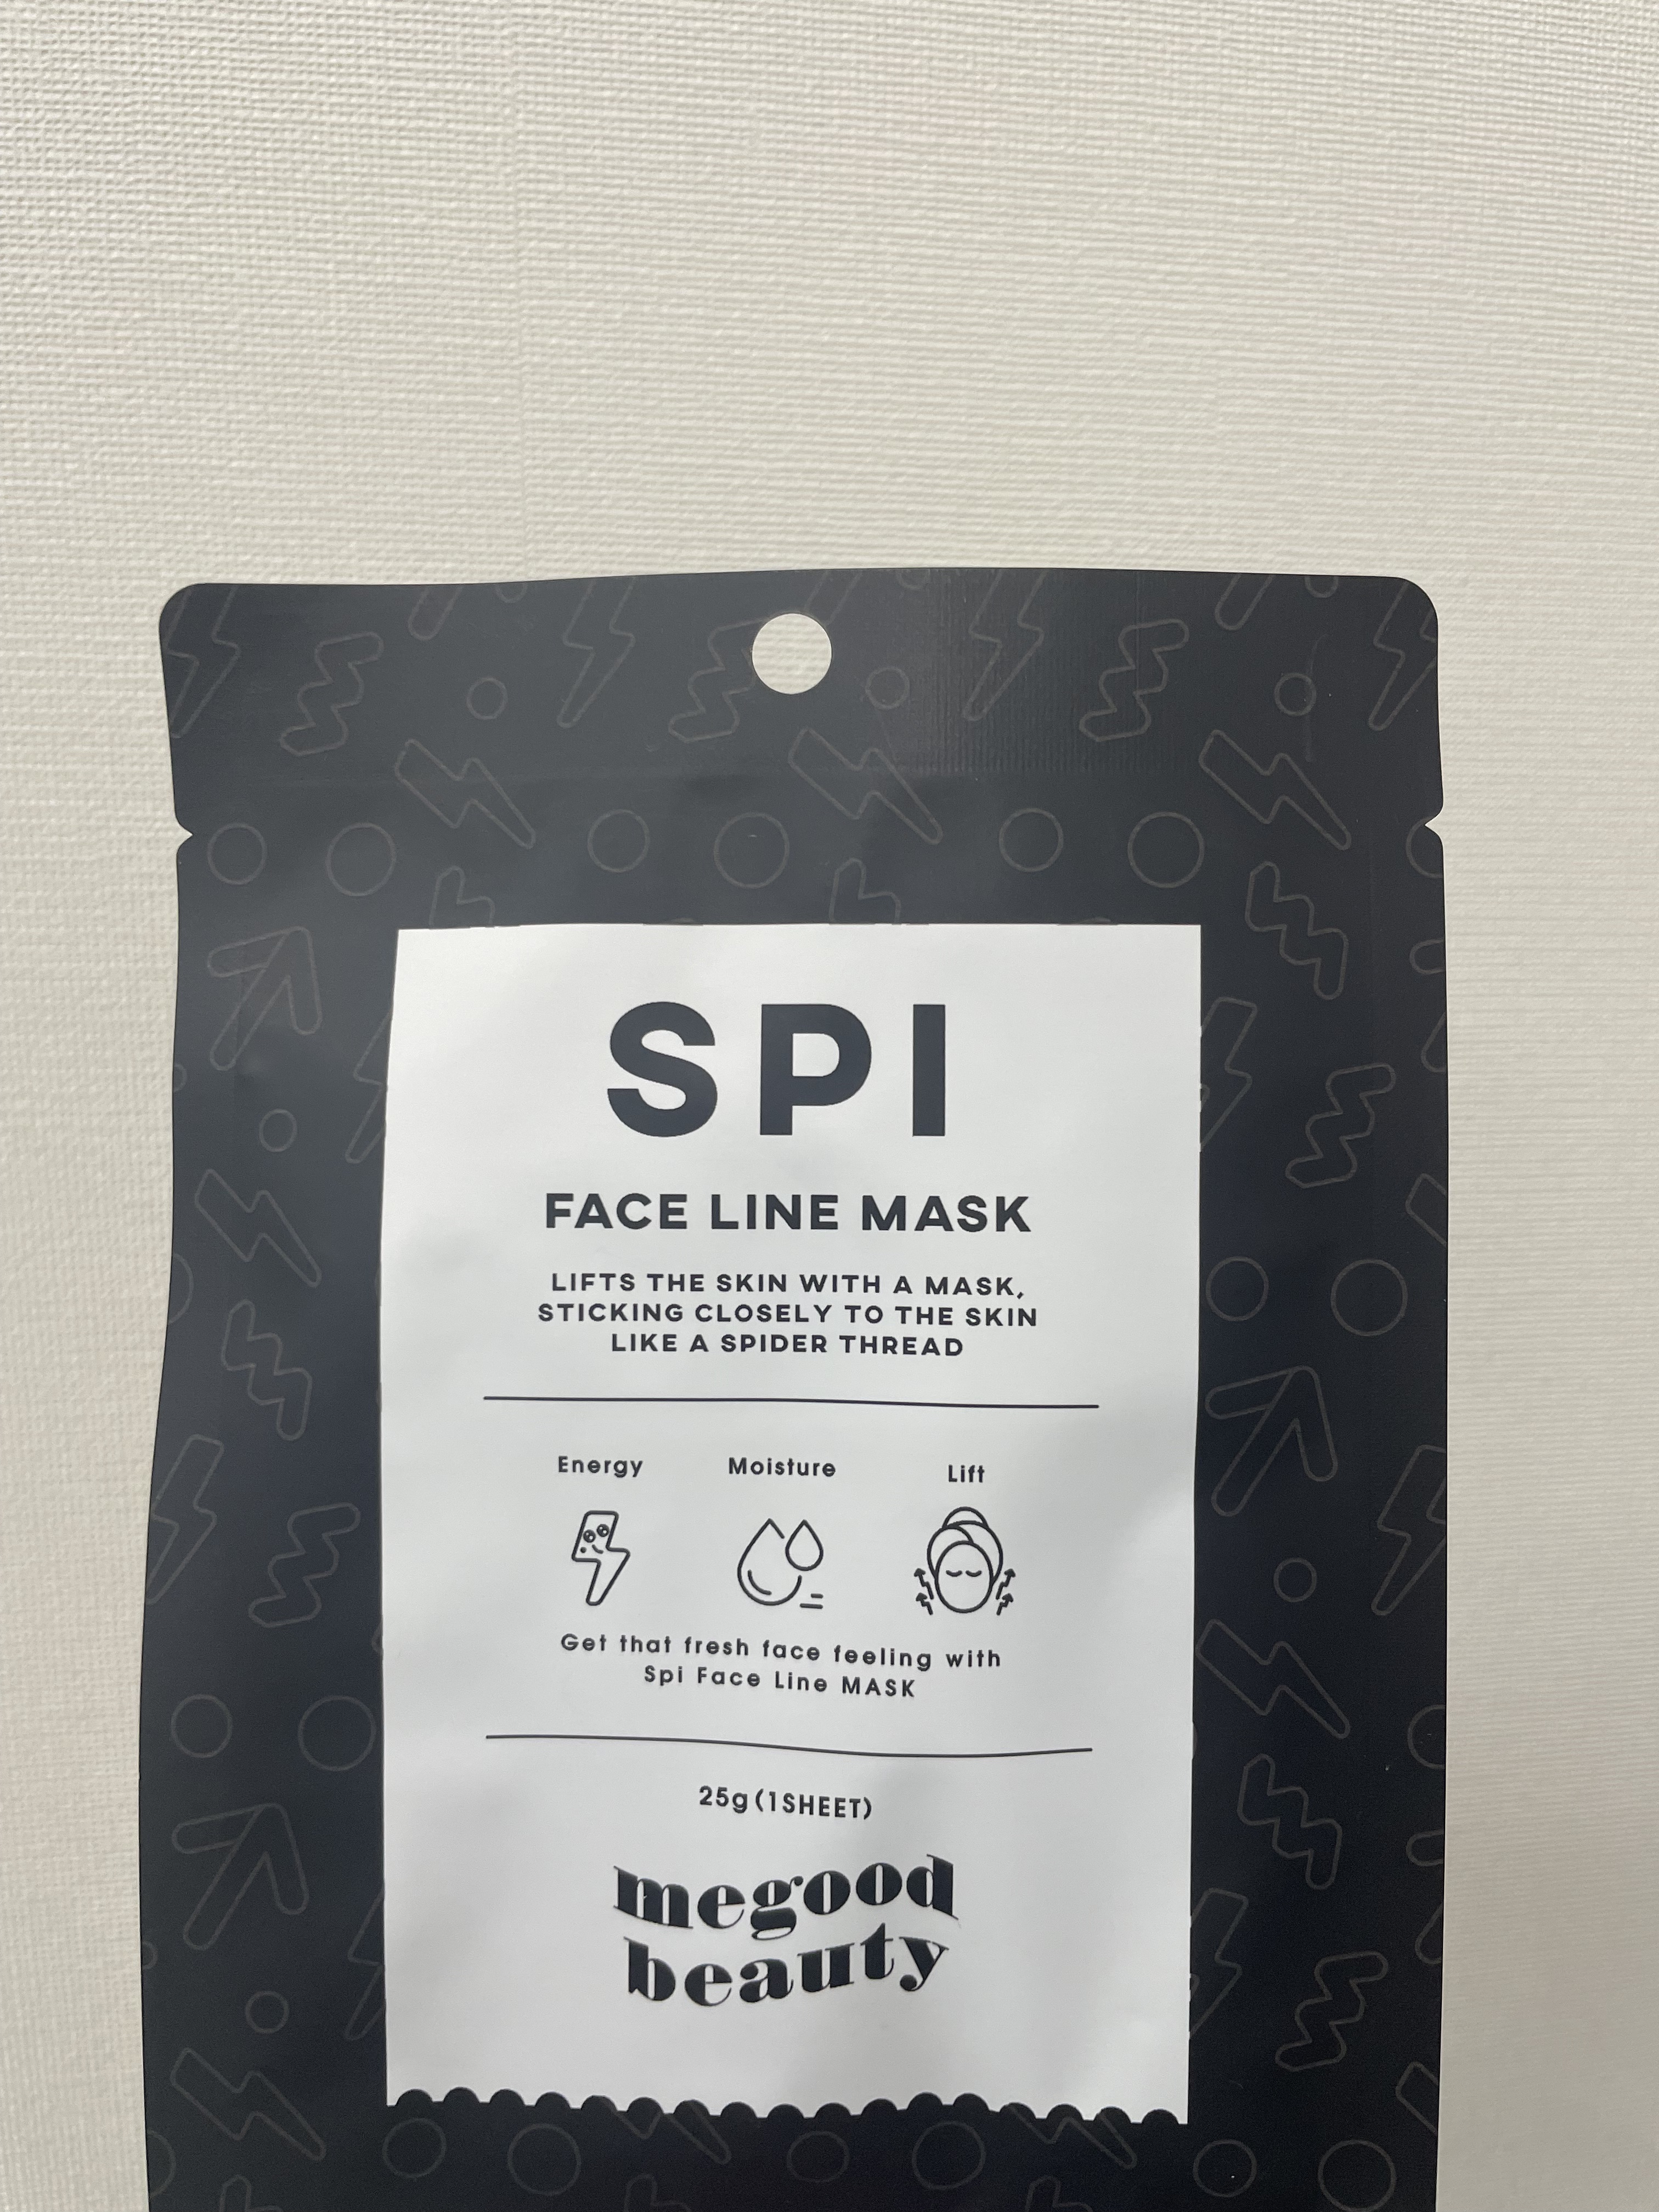 SPI
FACE LINE MASK
LIFTS THE SKIN WITH A MASK,
STICKING CLOSELY TO THE SKIN
LIKE A SPIDER THREAD
Energy Moisture Lift
Get that fresh face feeling with
Spi Face Line MASK
25g(1SHEET)
megood
beauty